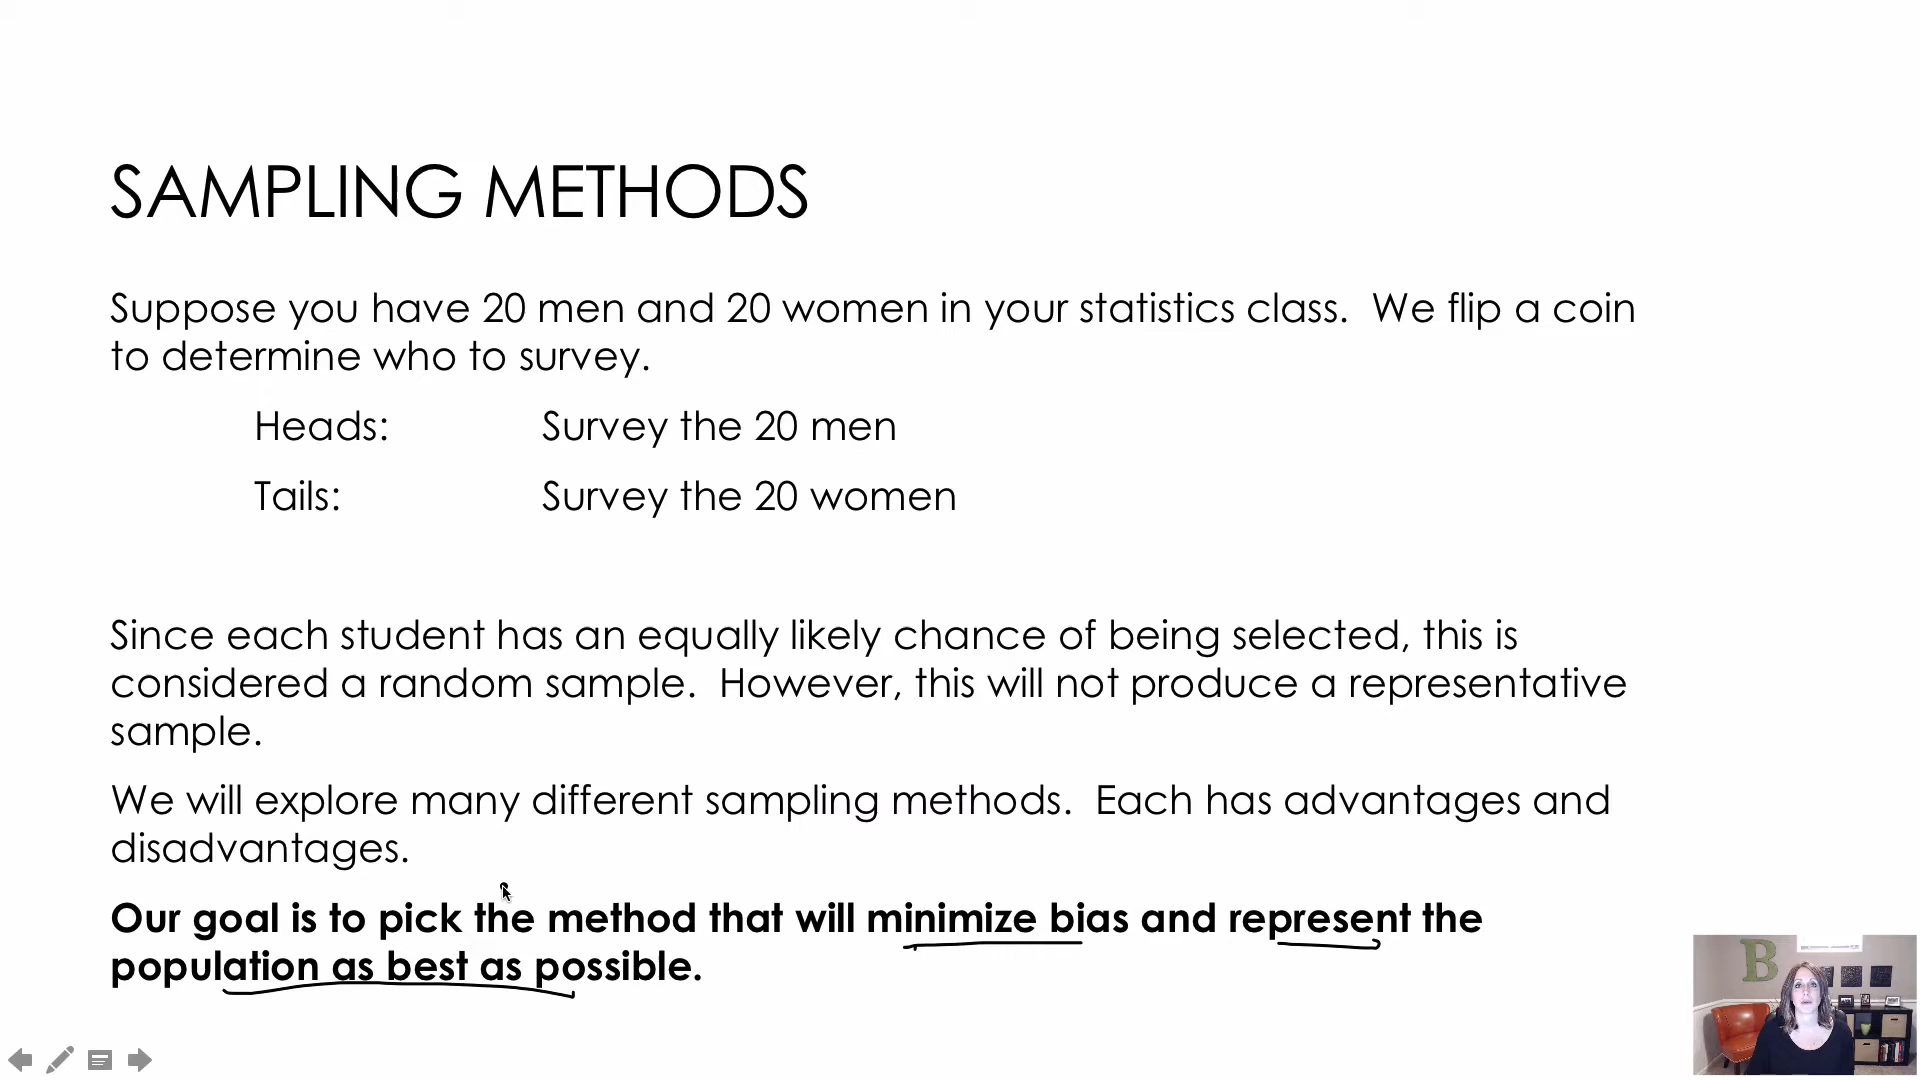 SAMPLING METHODS
Suppose you have 20 men and 20 women in your statistics class. We flip a coin
to determine who to survey.
Heads: Survey the 20 men
Tails: Survey the 20 women
Since each student has an equally likely chance of being selected, this is
considered a random sample. However, this will not produce a representative
sample.
We will explore many different sampling methods. Each has advantages and
disadvantages.
Our goal is to pick the method that will minimize bias and represent the
population as best as possible.
B